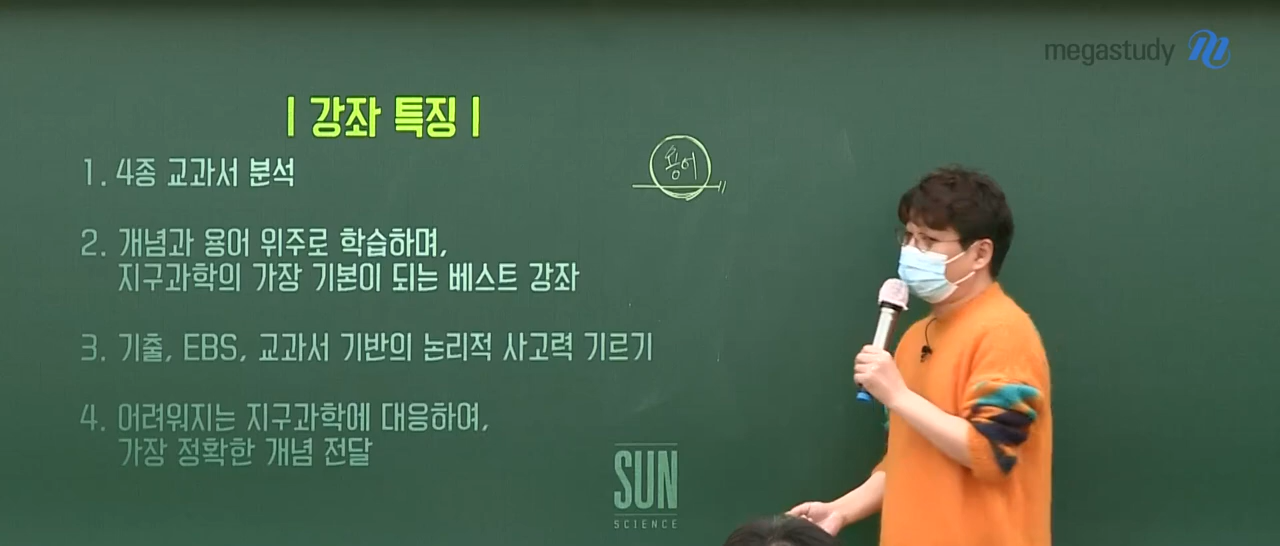 megastudy
| 강좌 특징 |
1. 4종 교과서 분석
용어
2. 개념과 용어 위주로 학습하며,
지구과학의 가장 기본이 되는 베스트 강좌
3. 기출, EBS, 교과서 기반의 논리적 사고력 기르기
4. 어려워지는 지구과학에 대응하여,
가장 정확한 개념 전달
SUN
SCIENCE